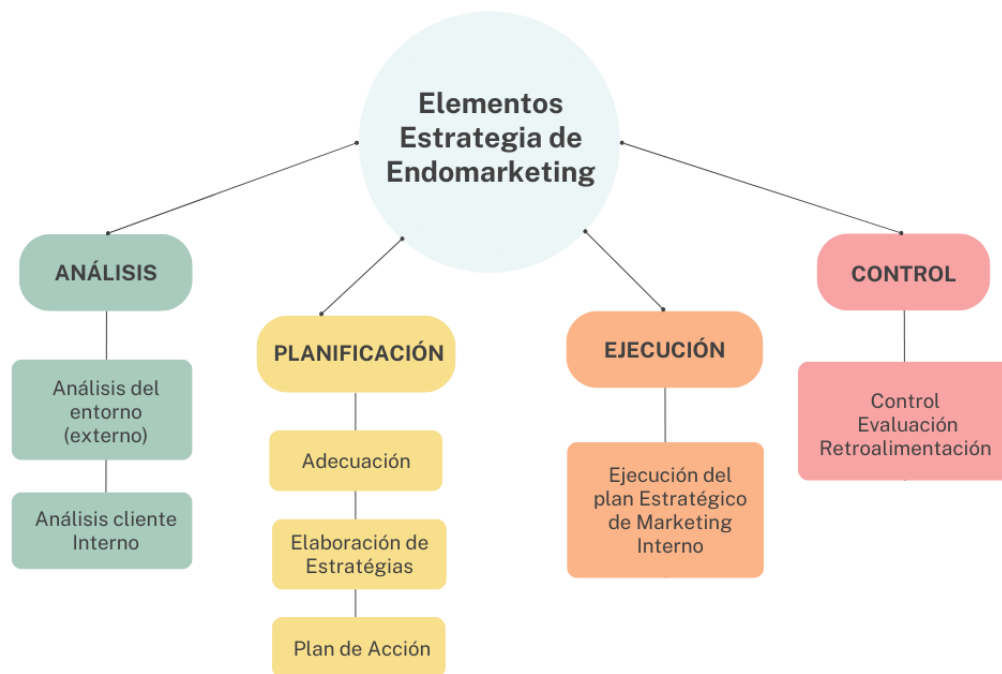 Elementos
Estrategia de
Endomarketing
ANÁLISIS
Análisis del
entorno
(externo)
Análisis cliente
Interno
PLANIFICACIÓN
Adecuación
Elaboración de
Estratégias
Plan de Acción
EJECUCIÓN
Ejecución del
plan Estratégico
de Marketing
Interno
CONTROL
Control
Evaluación
Retroalimentación